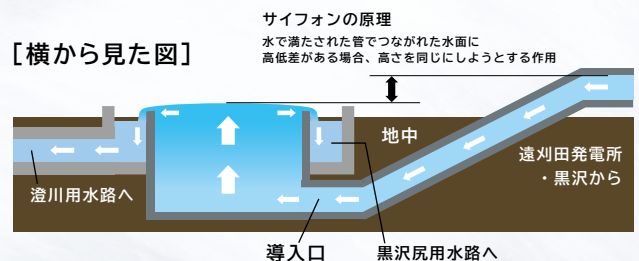 サイフォンの原理
水で満たされた管でつながれた水面に
高低差がある場合、高さを同じにしようとする作用
［横から見た図］
地中
遠刈田発電所
・黒沢から
澄川用水路へ
導入口
黒沢尻用水路へ